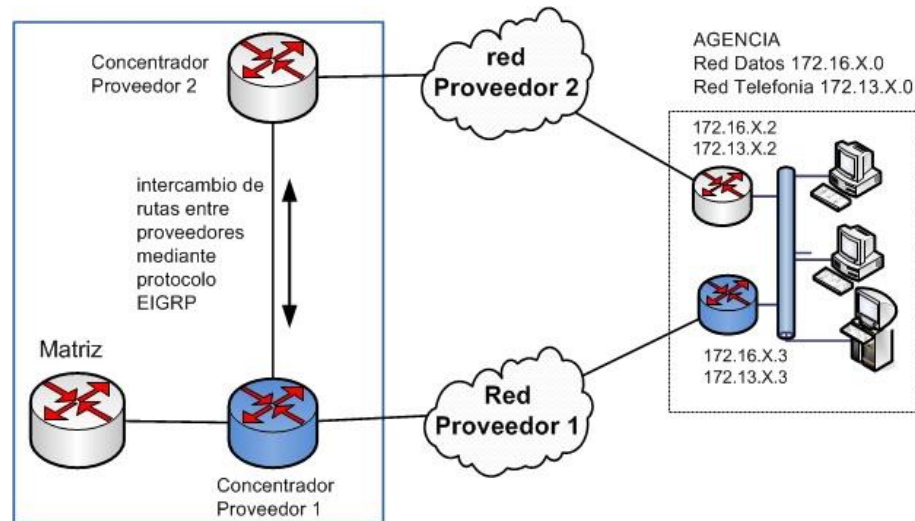 Concentrador
Proveedor 2
red
Proveedor 2
AGENCIA
Red Datos 172.16.X.0
Red Telefonia 172.13.X.0
172.16.X.2
172.13.X.2
intercambio de
rutas entre
proveedores
mediante
protocolo
EIGRP
Matriz
172.16.X.3
172.13.X.3
Red
Proveedor 1
Concentrador
Proveedor 1